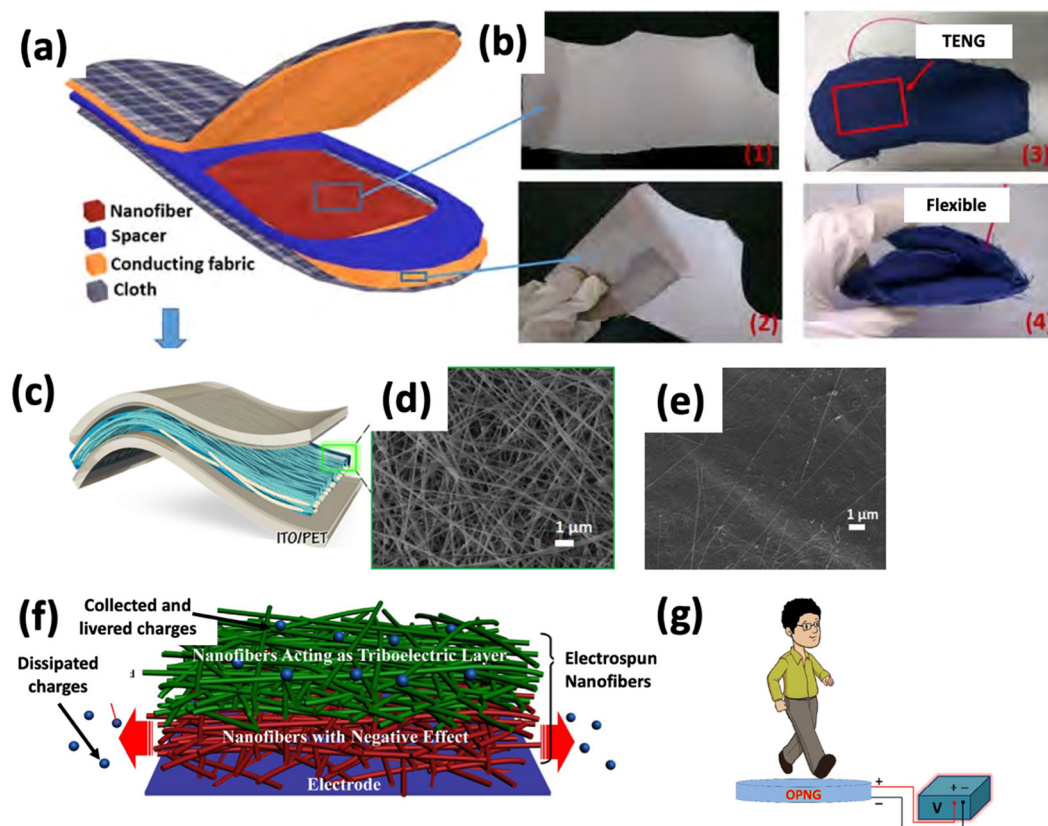 (a)
Nanofiber
Spacer
Conducting fabric
Cloth
(b)
(1)
TENG
(3)
(2)
Flexible
(4)
(c)
ITO/PET
(d)
1 μm
(e)
1 μm
(f)
Collected and
livered charges
Dissipated
charges
d
Nanofibers Acting as Triboelectric Layer
Nanofibers with Negative Effect
Electrode
Electrospun
Nanofibers
(g)
OPNG
+
−
+ −
V